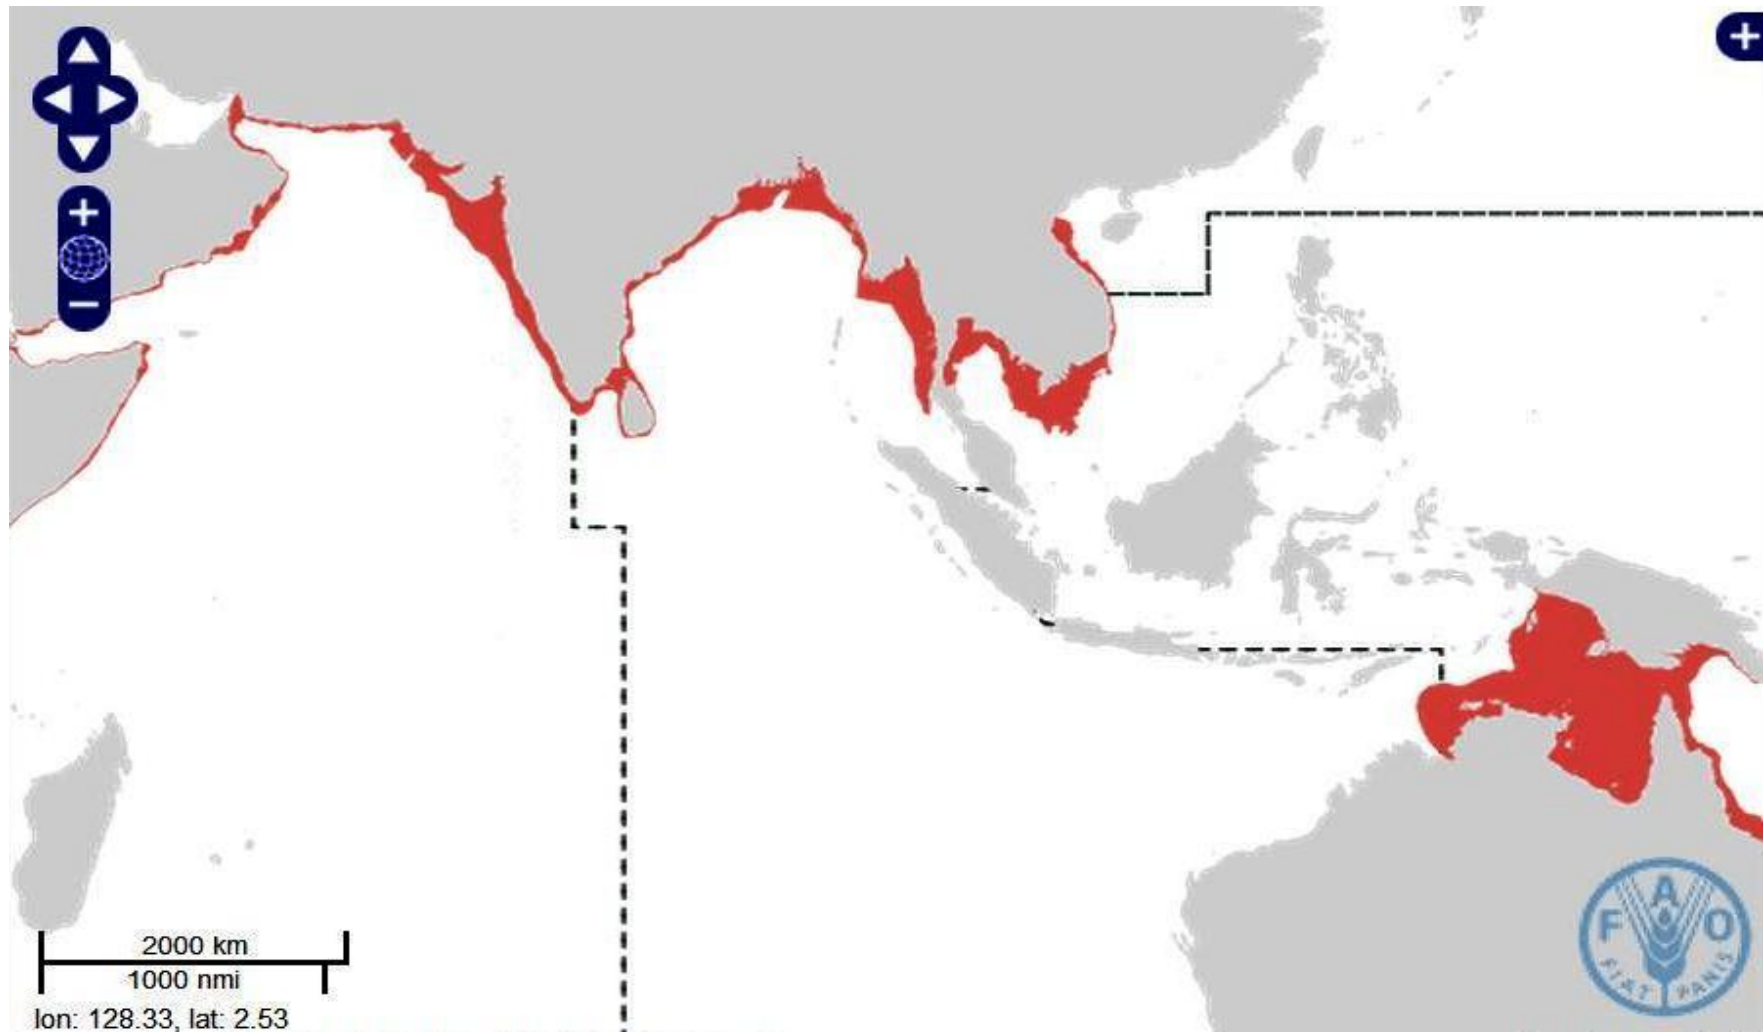 2000 km
1000 nmi
lon: 128.33, lat: 2.53
F A O
FIAT PANIS